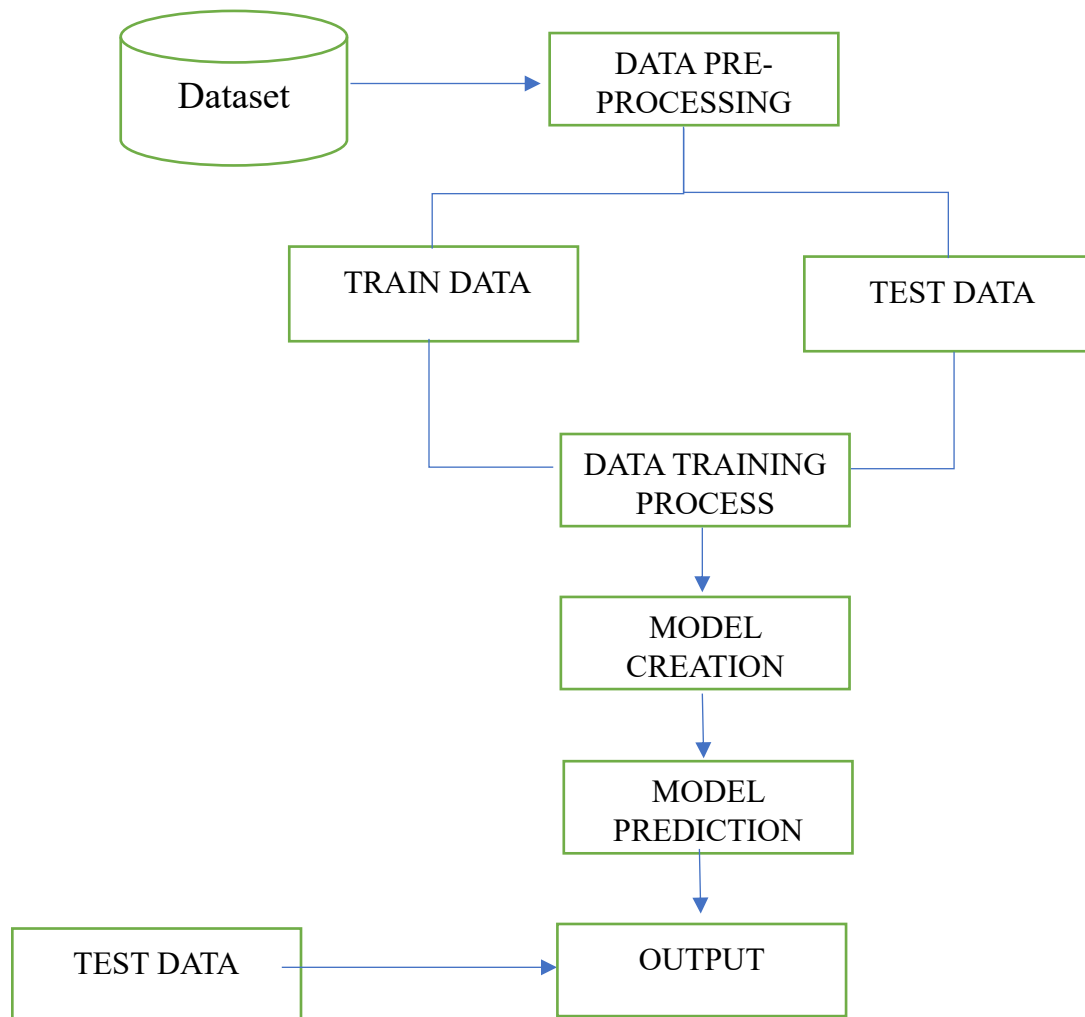 Dataset
DATA PRE-
PROCESSING
TRAIN DATA
TEST DATA
DATA TRAINING
PROCESS
MODEL
CREATION
MODEL
PREDICTION
TEST DATA
OUTPUT